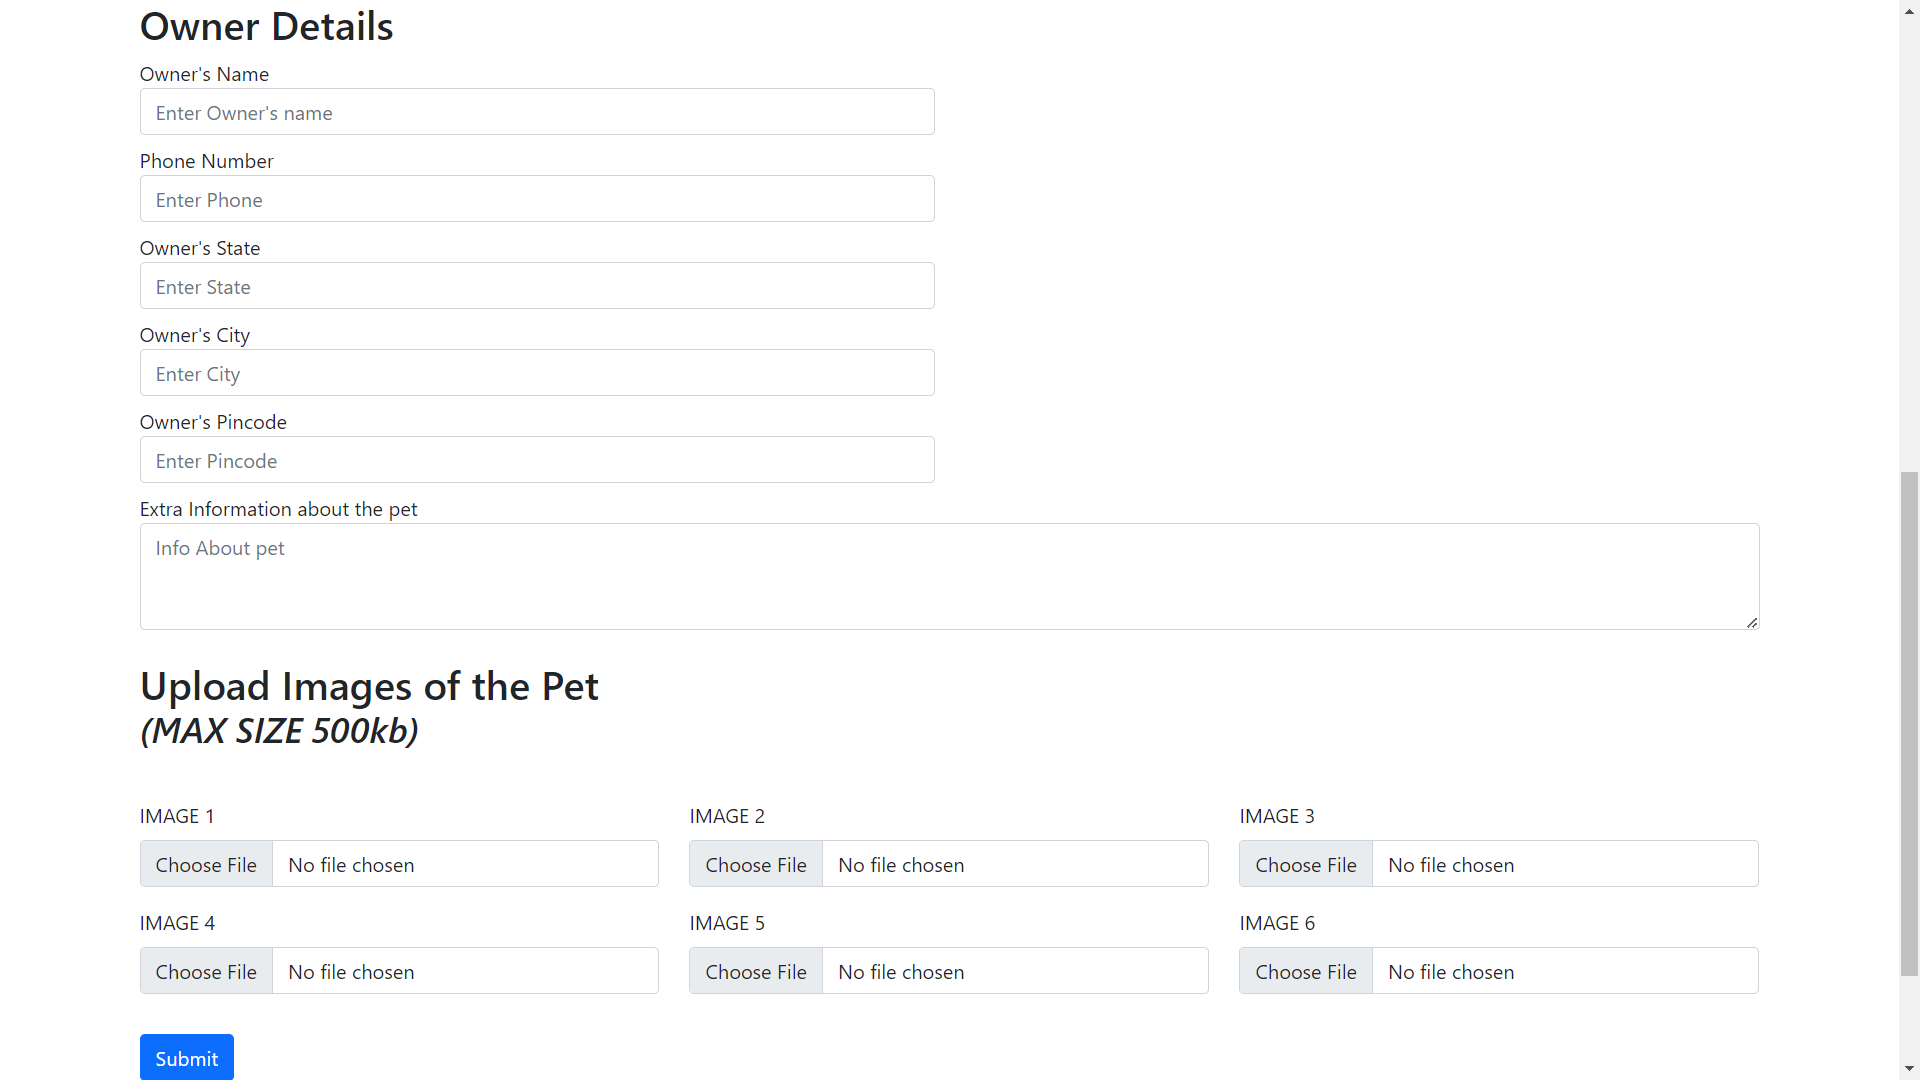 Owner Details
Owner's Name
Enter Owner's name
Phone Number
Enter Phone
Owner's State
Enter State
Owner's City
Enter City
Owner's Pincode
Enter Pincode
Extra Information about the pet
Info About pet
Upload Images of the Pet
(MAX SIZE 500kb)
IMAGE 1 IMAGE 2 IMAGE 3
Choose File No file chosen Choose File No file chosen Choose File No file chosen
IMAGE 4 IMAGE 5 IMAGE 6
Choose File No file chosen Choose File No file chosen Choose File No file chosen
Submit